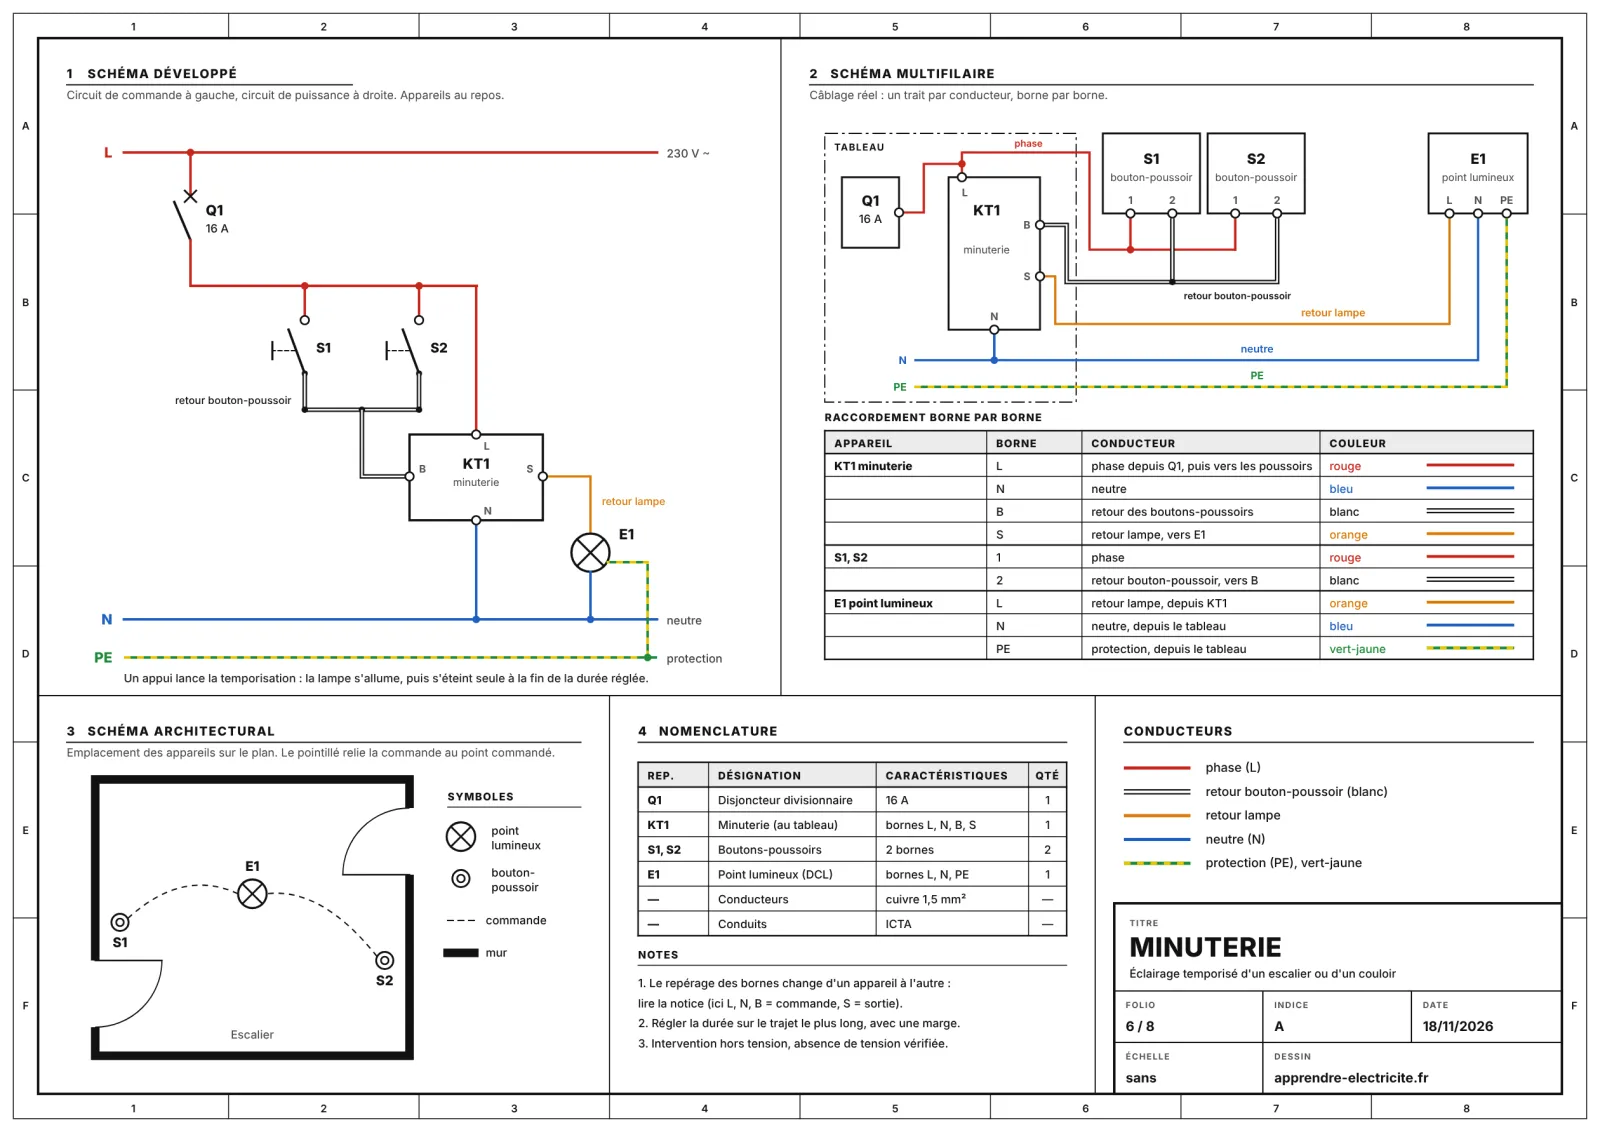 1 2 3 4 5 6 7 8
A
B
C
D
E
F
1 SCHÉMA DÉVELOPPÉ
Circuit de commande à gauche, circuit de puissance à droite. Appareils au repos.
L
230 V ~
Q1
16 A
S1
S2
retour bouton-poussoir
L
B
KT1
S
minuterie
N
retour lampe
E1
N
neutre
PE
protection
Un appui lance la temporisation : la lampe s'allume, puis s'éteint seule à la fin de la durée réglée.
2 SCHÉMA MULTIFILAIRE
Câblage réel : un trait par conducteur, borne par borne.
TABLEAU
phase
Q1
16 A
L
KT1
B
minuterie
S
N
S1
bouton-poussoir
1 2
S2
bouton-poussoir
1 2
E1
point lumineux
L N PE
retour bouton-poussoir
retour lampe
N
neutre
PE
PE
RACCORDEMENT BORNE PAR BORNE
APPAREIL BORNE CONDUCTEUR COULEUR
KT1 minuterie L phase depuis Q1, puis vers les poussoirs rouge
N neutre bleu
B retour des boutons-poussoirs blanc
S retour lampe, vers E1 orange
S1, S2 1 phase rouge
2 retour bouton-poussoir, vers B blanc
E1 point lumineux L retour lampe, depuis KT1 orange
N neutre, depuis le tableau bleu
PE protection, depuis le tableau vert-jaune
3 SCHÉMA ARCHITECTURAL
Emplacement des appareils sur le plan. Le pointillé relie la commande au point commandé.
E1
S1
S2
Escalier
SYMBOLES
point
lumineux
bouton-
poussoir
commande
mur
4 NOMENCLATURE
REP. DÉSIGNATION CARACTÉRISTIQUES QTÉ
Q1 Disjoncteur divisionnaire 16 A 1
KT1 Minuterie (au tableau) bornes L, N, B, S 1
S1, S2 Boutons-poussoirs 2 bornes 2
E1 Point lumineux (DCL) bornes L, N, PE 1
— Conducteurs cuivre 1,5 mm² —
— Conduits ICTA —
NOTES
1. Le repérage des bornes change d'un appareil à l'autre :
lire la notice (ici L, N, B = commande, S = sortie).
2. Régler la durée sur le trajet le plus long, avec une marge.
3. Intervention hors tension, absence de tension vérifiée.
CONDUCTEURS
phase (L)
retour bouton-poussoir (blanc)
retour lampe
neutre (N)
protection (PE), vert-jaune
TITRE
MINUTERIE
Éclairage temporisé d'un escalier ou d'un couloir
FOLIO INDICE DATE
6 / 8 A 18/11/2026
ÉCHELLE DESSIN
sans apprendre-electricite.fr
A
B
C
D
E
F
1 2 3 4 5 6 7 8